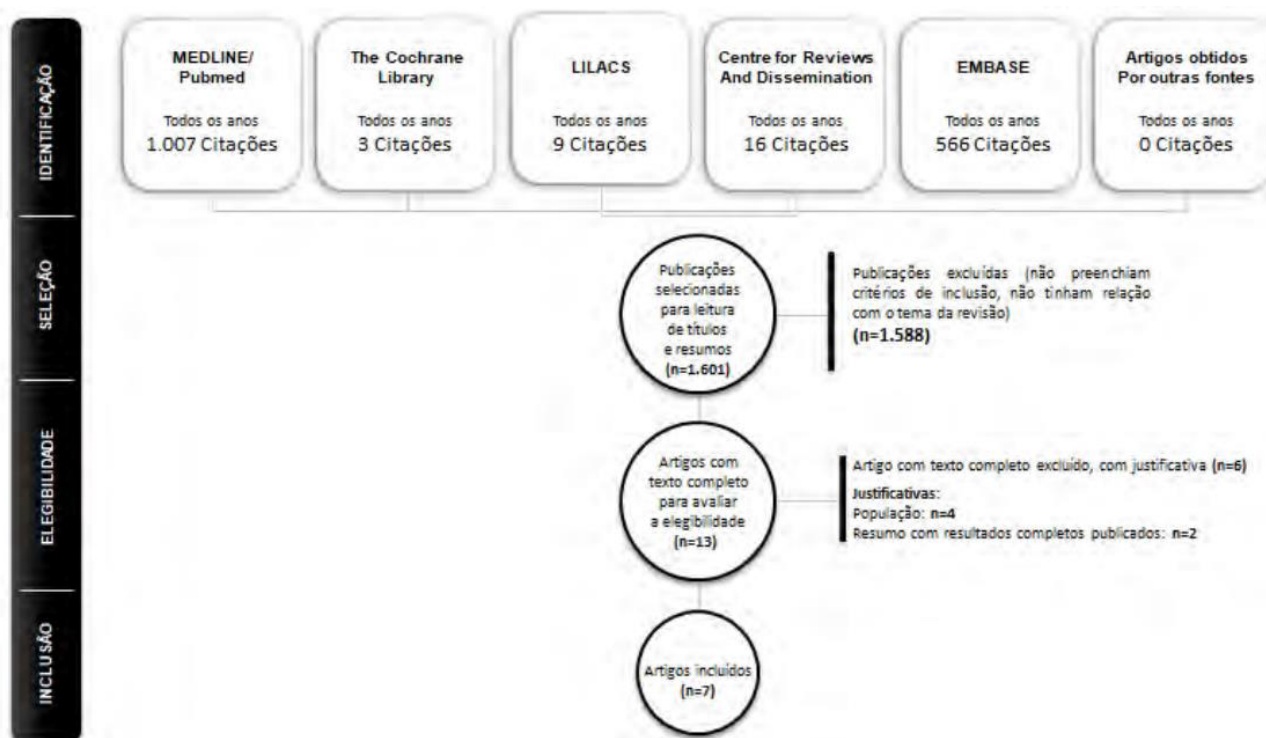 IDENTIFICAÇÃO
MEDLINE/
Pubmed
Todos os anos
1.007 Citações
The Cochrane
Library
Todos os anos
3 Citações
LILACS
Todos os anos
9 Citações
Centre for Reviews
And Dissemination
Todos os anos
16 Citações
EMBASE
Todos os anos
566 Citações
Artigos obtidos
Por outras fontes
Todos os anos
0 Citações
SELEÇÃO
Publicações
selecionadas
para leitura
de títulos
e resumos
(n=1.601)
Publicações excluídas (não preenchiam
critérios de inclusão, não tinham relação
com o tema da revisão)
(n=1.588)
ELEGIBILIDADE
Artigos com
texto completo
para avaliar
a elegibilidade
(n=13)
Artigo com texto completo excluído, com justificativa (n=6)
Justificativas:
População: n=4
Resumo com resultados completos publicados: n=2
INCLUSÃO
Artigos incluídos
(n=7)